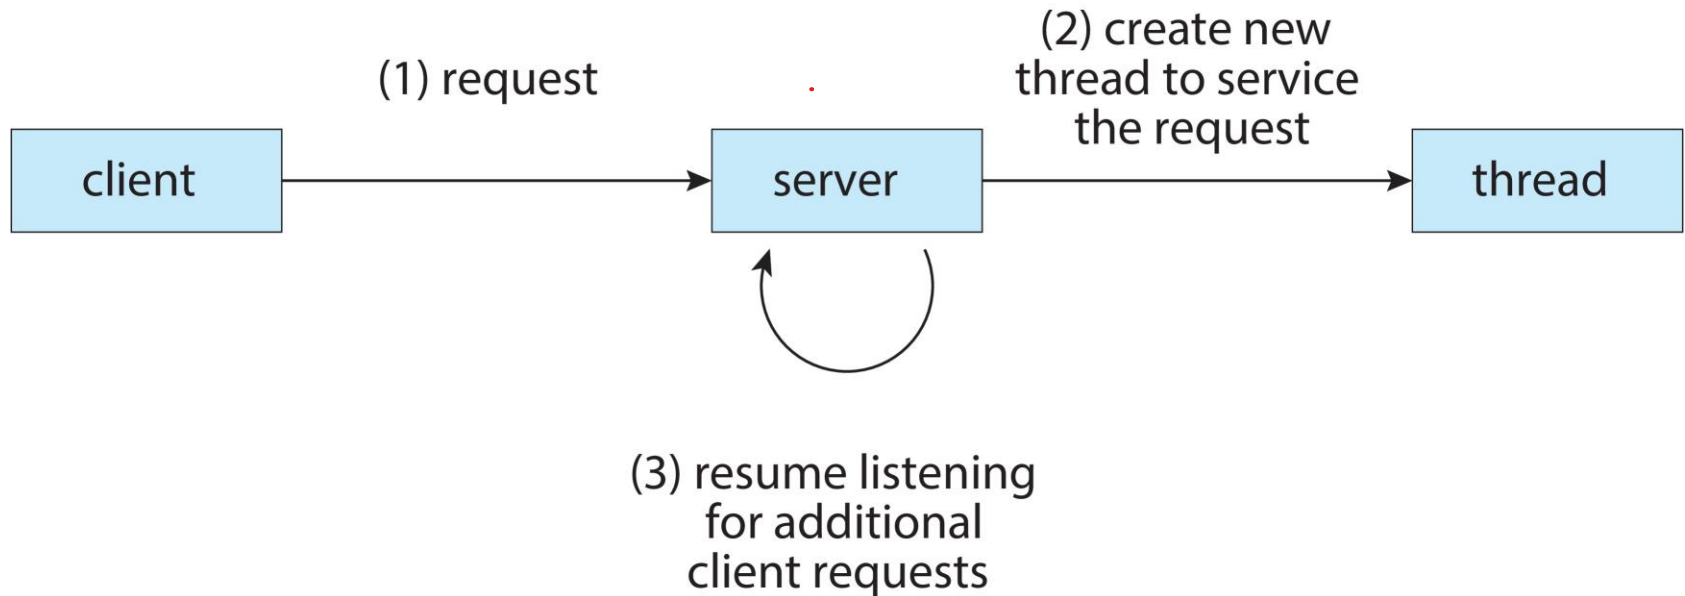 (1) request
(2) create new
thread to service
the request
client
server
thread
(3) resume listening
for additional
client requests